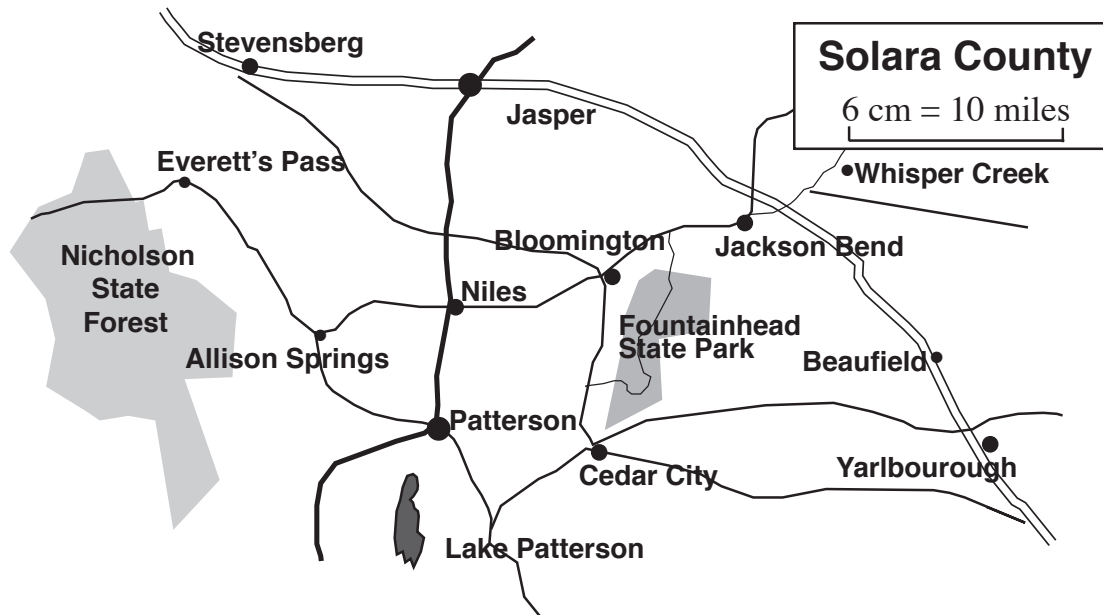 Stevensberg
Solara County
6 cm = 10 miles
Jasper
Everett's Pass
Whisper Creek
Bloomington
Jackson Bend
Nicholson
State
Forest
Niles
Fountainhead
State Park
Allison Springs
Beaufield
Patterson
Yarlbourough
Cedar City
Lake Patterson